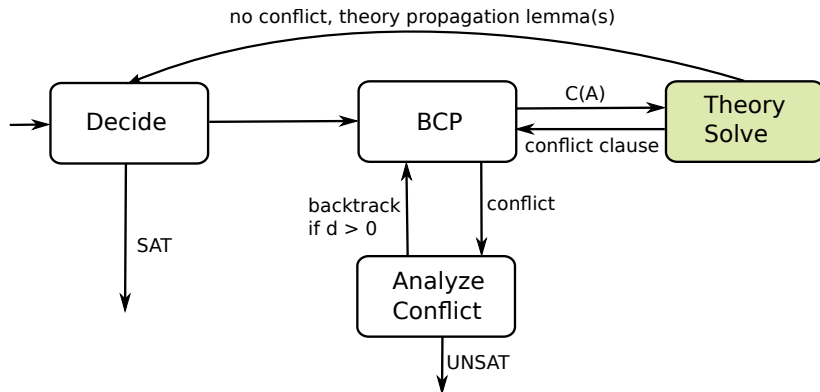 no conflict, theory propagation lemma(s)
Decide
BCP
C(A)
Theory
Solve
conflict clause
backtrack
if d > 0
conflict
SAT
Analyze
Conflict
UNSAT